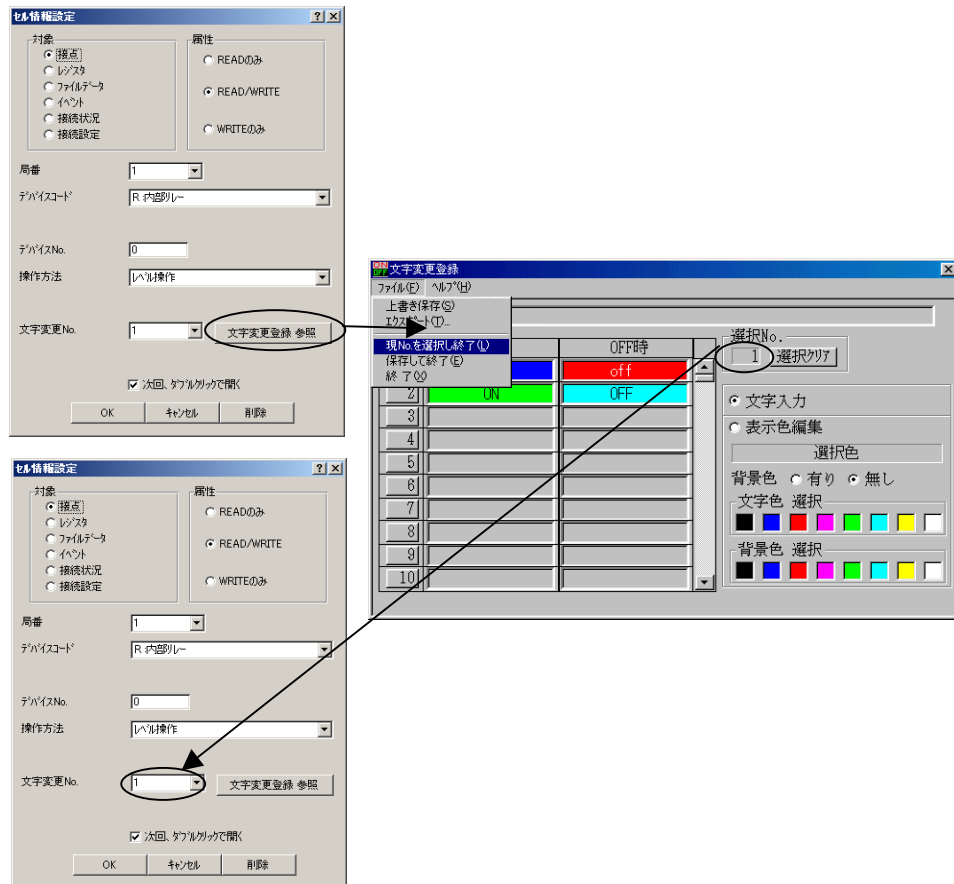 セル情報設定
対象
接点
レジスタ
ファイルデータ
イベント
接続状況
接続設定
属性
READのみ
READ/WRITE
WRITEのみ
局番 1
デバイスコード R:内部リレー
デバイスNo. 0
操作方法 レベル操作
文字変更No. 1 文字変更登録 参照
次回、ダブルクリックで開く
OK キャンセル 削除
文字変更登録
ファイル(F) ヘルプ(H)
上書き保存(S)
エクスポート(T)...
現No.を選択し終了(L)
保存して終了(E)
終了(X)
OFF時
off
2 ON OFF
3
4
5
6
7
8
9
10
選択No.
1 選択クリア
文字入力
表示色編集
選択色
背景色 有り 無し
文字色 選択
背景色 選択
セル情報設定
対象
接点
レジスタ
ファイルデータ
イベント
接続状況
接続設定
属性
READのみ
READ/WRITE
WRITEのみ
局番 1
デバイスコード R:内部リレー
デバイスNo. 0
操作方法 レベル操作
文字変更No. 1 文字変更登録 参照
次回、ダブルクリックで開く
OK キャンセル 削除